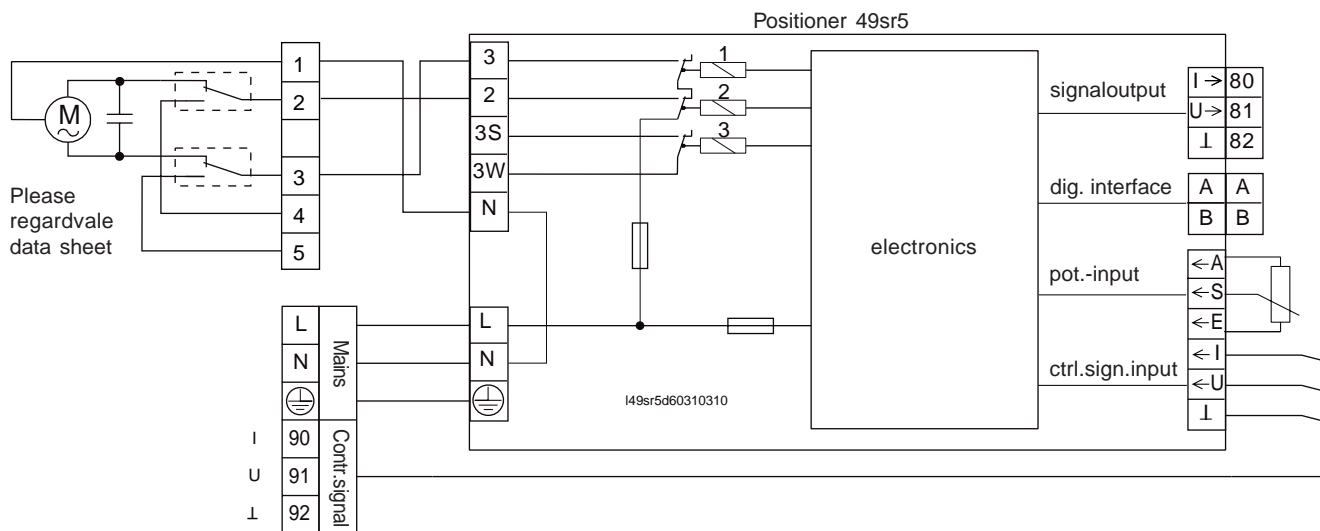 Positioner 49sr5
M
Please
regardvale
data sheet
1
2
3
4
5
L
N
Mains
I 90
U 91
⊥ 92
Contr.signal
3
2
3S
3W
N
L
N
1
2
3
l49sr5d60310310
electronics
signaloutput
dig. interface
pot.-input
ctrl.sign.input
I→ 80
U→ 81
⊥ 82
A A
B B
←A
←S
←E
←I
←U
⊥